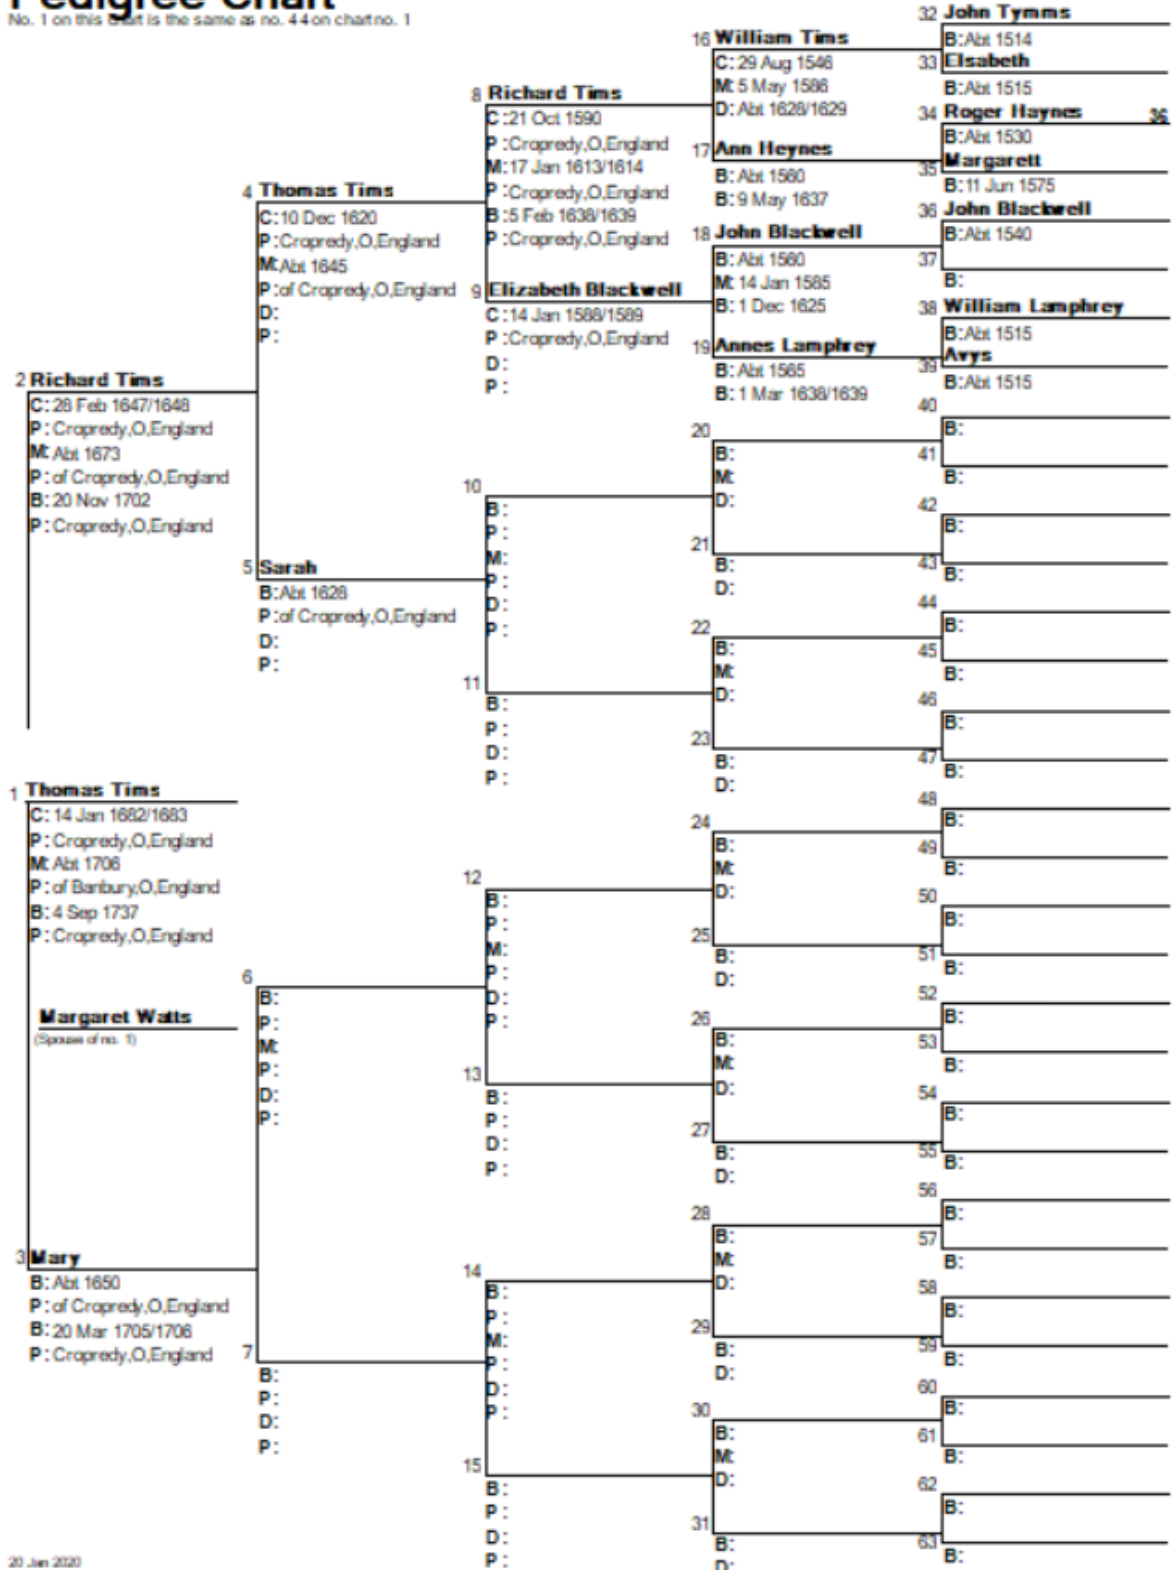 Pedigree Chart
No. 1 on this chart is the same as no. 44 on chart no. 1
32 John Tymms
B: Abt 1514
16 William Tims
C: 29 Aug 1546
M: 5 May 1586
D: Abt 1628/1629
33 Elsabeth
B: Abt 1515
8 Richard Tims
C: 21 Oct 1590
P: Cropredy,O,England
M: 17 Jan 1613/1614
P: Cropredy,O,England
B: 5 Feb 1638/1639
P: Cropredy,O,England
34 Roger Haynes 36
B: Abt 1530
17 Ann Heynes
B: Abt 1560
B: 9 May 1637
35 Margarett
B: 11 Jun 1575
4 Thomas Tims
C: 10 Dec 1620
P: Cropredy,O,England
M: Abt 1645
P: of Cropredy,O,England
D:
P:
36 John Blackwell
B: Abt 1540
18 John Blackwell
B: Abt 1560
M: 14 Jan 1585
B: 1 Dec 1625
37
B:
9 Elizabeth Blackwell
C: 14 Jan 1588/1589
P: Cropredy,O,England
D:
P:
38 William Lamphrey
B: Abt 1515
19 Annes Lamphrey
B: Abt 1565
B: 1 Mar 1638/1639
39 Avys
B: Abt 1515
2 Richard Tims
C: 28 Feb 1647/1648
P: Cropredy,O,England
M: Abt 1673
P: of Cropredy,O,England
B: 20 Nov 1702
P: Cropredy,O,England
40
B:
20
B:
M:
D:
41
B:
10
B:
P:
M:
P:
D:
P:
42
B:
21
B:
D:
43
B:
5 Sarah
B: Abt 1628
P: of Cropredy,O,England
D:
P:
44
B:
22
B:
M:
D:
45
B:
11
B:
P:
D:
P:
46
B:
23
B:
D:
47
B:
1 Thomas Tims
C: 14 Jan 1682/1683
P: Cropredy,O,England
M: Abt 1706
P: of Banbury,O,England
B: 4 Sep 1737
P: Cropredy,O,England
Margaret Watts
(Spouse of no. 1)
48
B:
24
B:
M:
D:
49
B:
12
B:
P:
M:
P:
D:
P:
50
B:
25
B:
D:
51
B:
6
B:
P:
M:
P:
D:
P:
52
B:
26
B:
M:
D:
53
B:
13
B:
P:
D:
P:
54
B:
27
B:
D:
55
B:
3 Mary
B: Abt 1650
P: of Cropredy,O,England
B: 20 Mar 1705/1706
P: Cropredy,O,England
56
B:
28
B:
M:
D:
57
B:
14
B:
P:
M:
P:
D:
P:
58
B:
29
B:
D:
59
B:
7
B:
P:
D:
P:
60
B:
30
B:
M:
D:
61
B:
15
B:
P:
D:
P:
62
B:
31
B:
D:
63
B:
20 Jan 2020